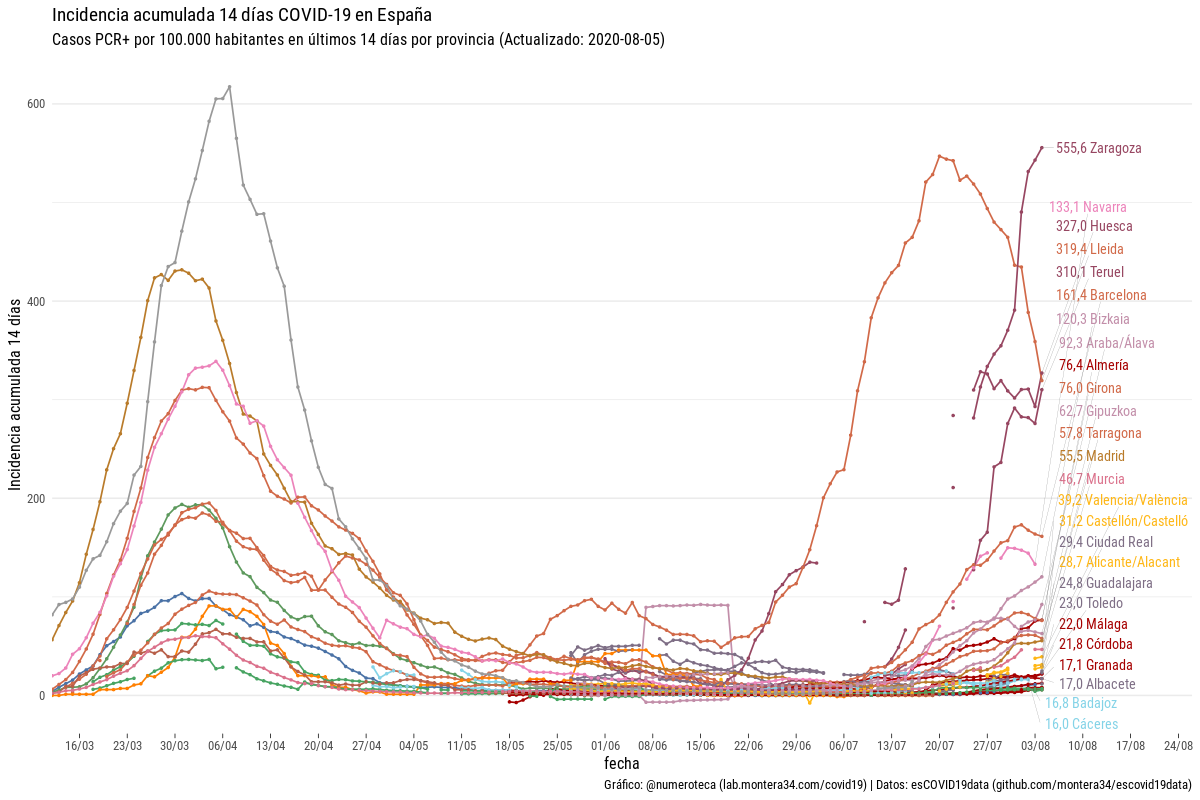 Incidencia acumulada 14 días COVID-19 en España
Casos PCR+ por 100.000 habitantes en últimos 14 días por provincia (Actualizado: 2020-08-05)
Incidencia acumulada 14 días
600
400
200
0
555,6 Zaragoza
133,1 Navarra
327,0 Huesca
319,4 Lleida
310,1 Teruel
161,4 Barcelona
120,3 Bizkaia
92,3 Araba/Álava
76,4 Almería
76,0 Girona
62,7 Gipuzkoa
57,8 Tarragona
55,5 Madrid
46,7 Murcia
39,2 Valencia/València
31,2 Castellón/Castelló
29,4 Ciudad Real
28,7 Alicante/Alacant
24,8 Guadalajara
23,0 Toledo
22,0 Málaga
21,8 Córdoba
17,1 Granada
17,0 Albacete
16,8 Badajoz
16,0 Cáceres
16/03 23/03 30/03 06/04 13/04 20/04 27/04 04/05 11/05 18/05 25/05 01/06 08/06 15/06 22/06 29/06 06/07 13/07 20/07 27/07 03/08 10/08 17/08 24/08
fecha
Gráfico: @numeroteca (lab.montera34.com/covid19) | Datos: esCOVID19data (github.com/montera34/escovid19data)